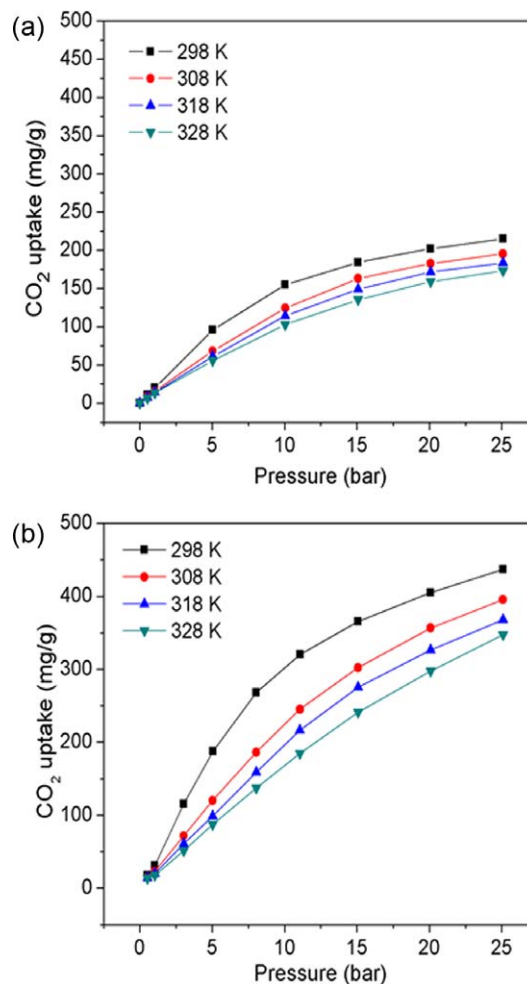 (a)
500
450
400
350
300
250
200
150
100
50
0
CO₂ uptake (mg/g)
298 K
308 K
318 K
328 K
0 5 10 15 20 25
Pressure (bar)
(b)
500
400
300
200
100
0
CO₂ uptake (mg/g)
298 K
308 K
318 K
328 K
0 5 10 15 20 25
Pressure (bar)